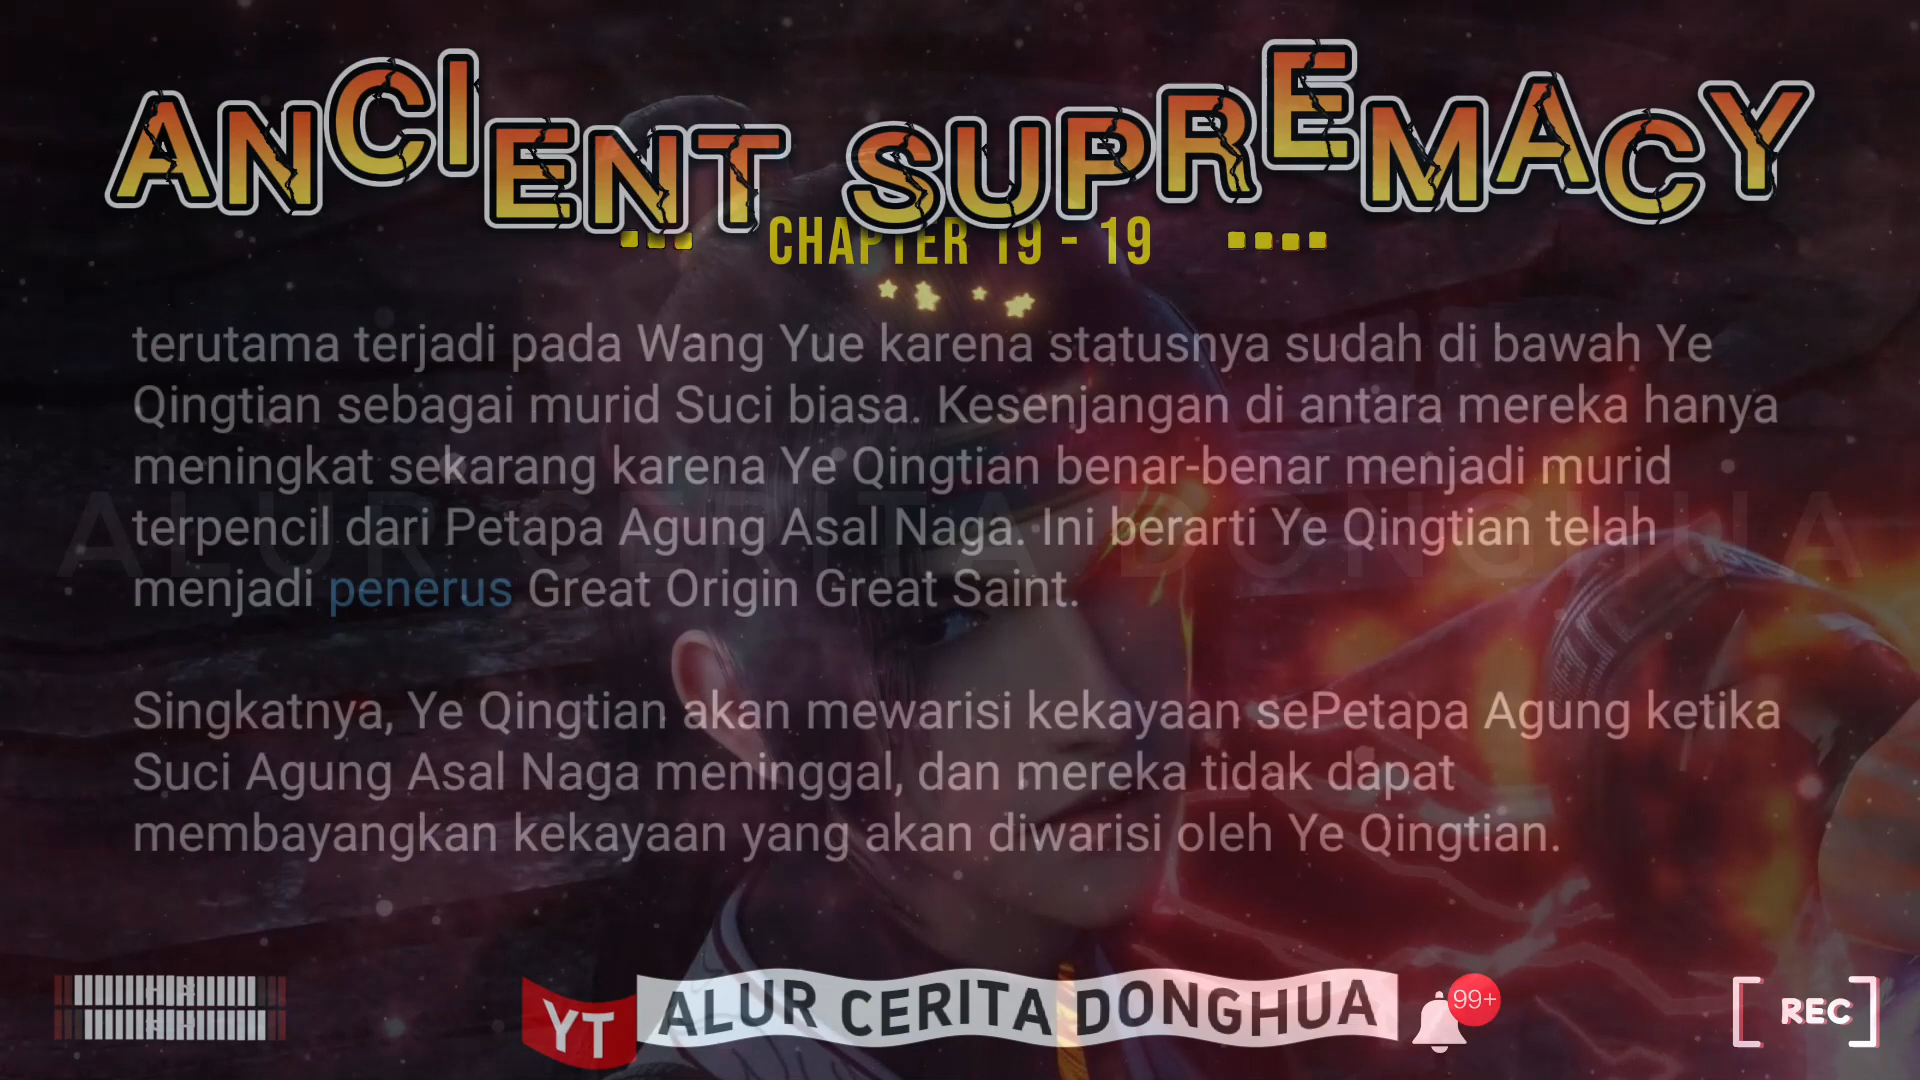 ANCIENT SUPREMACY
CHAPTER 19 - 19
terutama terjadi pada Wang Yue karena statusnya sudah di bawah Ye
Qingtian sebagai murid Suci biasa. Kesenjangan di antara mereka hanya
meningkat sekarang karena Ye Qingtian benar-benar menjadi murid
ALUR CERITA DONGHUA
terpencil dari Petapa Agung Asal Naga. Ini berarti Ye Qingtian telah
menjadi penerus Great Origin Great Saint.
Singkatnya, Ye Qingtian akan mewarisi kekayaan sePetapa Agung ketika
Suci Agung Asal Naga meninggal, dan mereka tidak dapat
membayangkan kekayaan yang akan diwarisi oleh Ye Qingtian.
YT ALUR CERITA DONGHUA 99+
REC